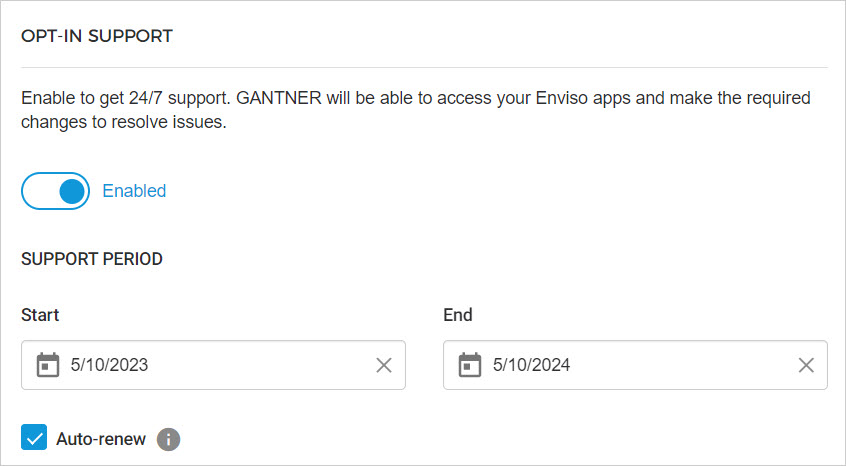 OPT-IN SUPPORT
Enable to get 24/7 support. GANTNER will be able to access your Enviso apps and make the required
changes to resolve issues.
Enabled
SUPPORT PERIOD
Start
End
5/10/2023
5/10/2024
Auto-renew